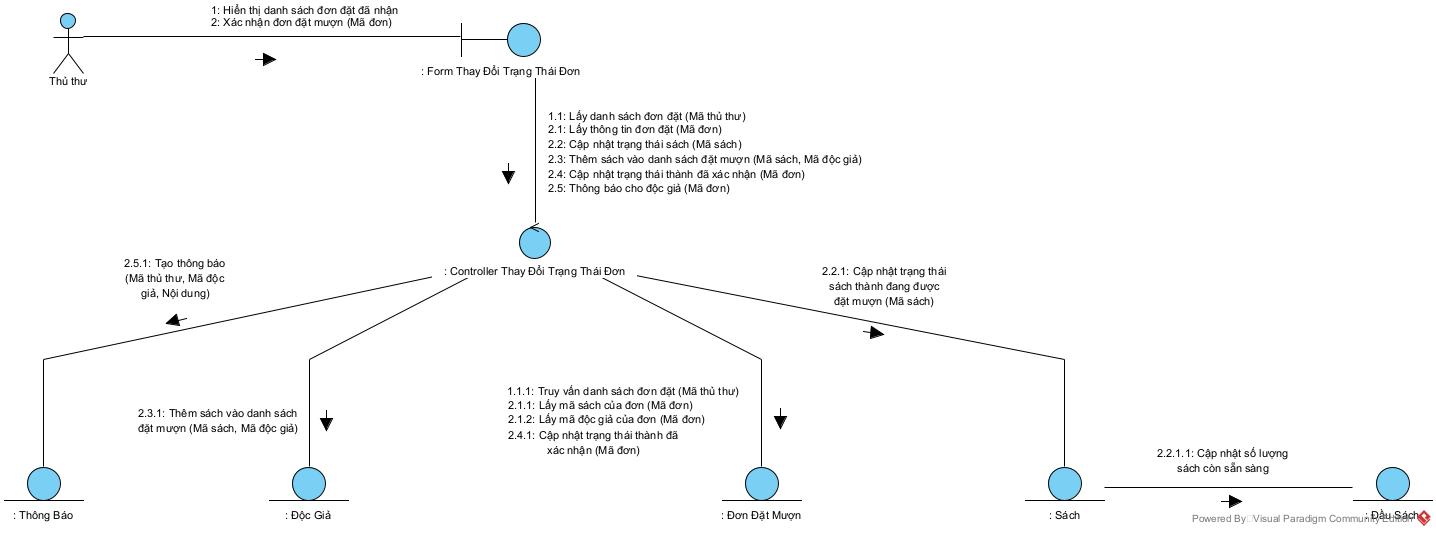 1: Hiển thị danh sách đơn đặt đã nhận
2: Xác nhận đơn đặt mượn (Mã đơn)
Thủ thư
: Form Thay Đổi Trạng Thái Đơn
1.1: Lấy danh sách đơn đặt (Mã thủ thư)
2.1: Lấy thông tin đơn đặt (Mã đơn)
2.2: Cập nhật trạng thái sách (Mã sách)
2.3: Thêm sách vào danh sách đặt mượn (Mã sách, Mã độc giả)
2.4: Cập nhật trạng thái thành đã xác nhận (Mã đơn)
2.5: Thông báo cho độc giả (Mã đơn)
: Controller Thay Đổi Trạng Thái Đơn
2.5.1: Tạo thông báo
(Mã thủ thư, Mã độc
giả, Nội dung)
2.2.1: Cập nhật trạng thái
sách thành đang được
đặt mượn (Mã sách)
2.3.1: Thêm sách vào danh sách
đặt mượn (Mã sách, Mã độc giả)
1.1.1: Truy vấn danh sách đơn đặt (Mã thủ thư)
2.1.1: Lấy mã sách của đơn (Mã đơn)
2.1.2: Lấy mã độc giả của đơn (Mã đơn)
2.4.1: Cập nhật trạng thái thành đã
xác nhận (Mã đơn)
2.2.1.1: Cập nhật số lượng
sách còn sẵn sàng
: Thông Báo
: Độc Giả
: Đơn Đặt Mượn
: Sách
: Đầu Sách
Powered By Visual Paradigm Community Edition